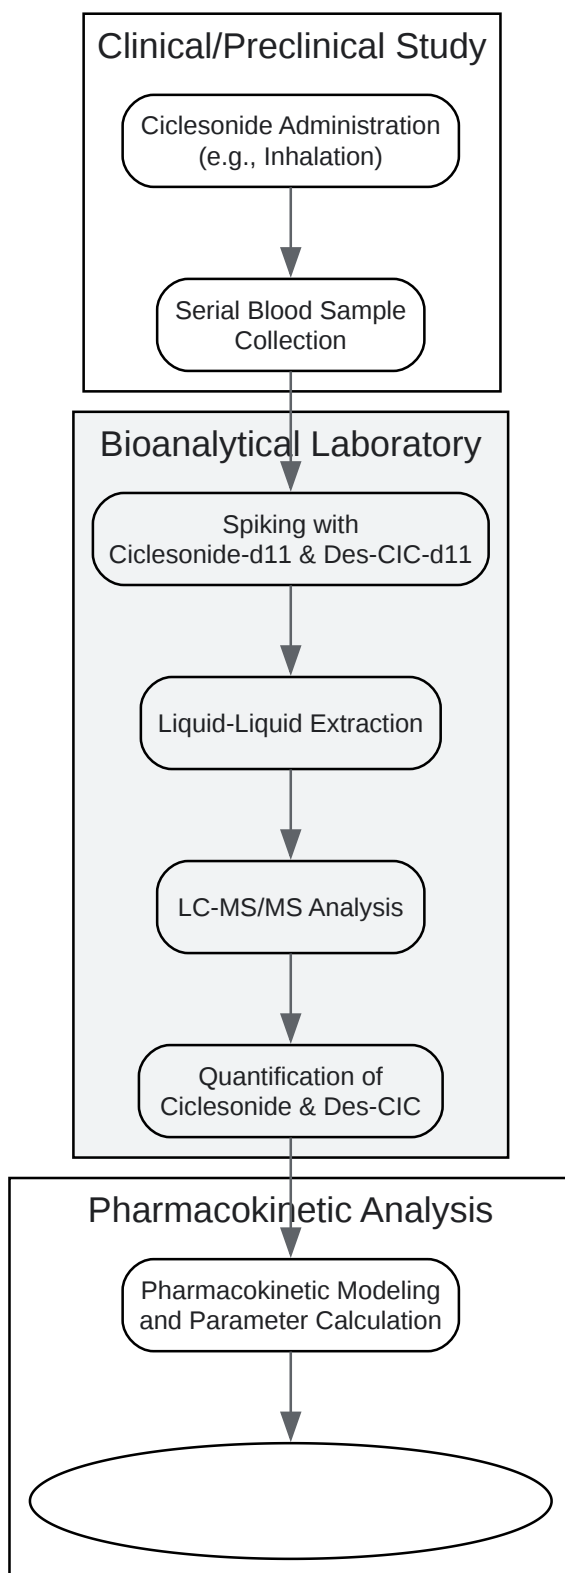 Clinical/Preclinical Study
Ciclesonide Administration
(e.g., Inhalation)
Serial Blood Sample
Collection
Bioanalytical Laboratory
Spiking with
Ciclesonide-d11 & Des-CIC-d11
Liquid-Liquid Extraction
LC-MS/MS Analysis
Quantification of
Ciclesonide & Des-CIC
Pharmacokinetic Analysis
Pharmacokinetic Modeling
and Parameter Calculation